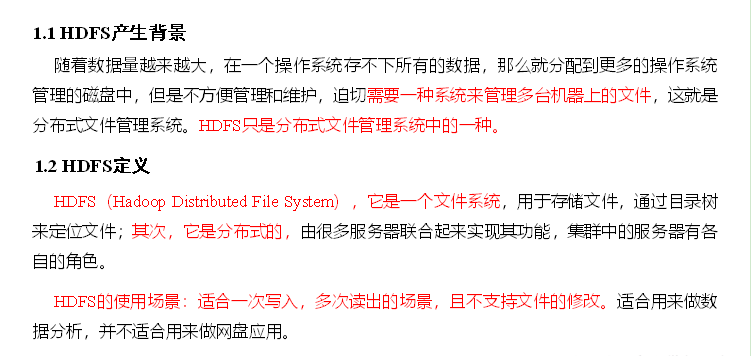 1.1 HDFS产生背景
随着数据量越来越大，在一个操作系统存不下所有的数据，那么就分配到更多的操作系统
管理的磁盘中，但是不方便管理和维护，迫切需要一种系统来管理多台机器上的文件，这就是
分布式文件管理系统。HDFS只是分布式文件管理系统中的一种。
1.2 HDFS定义
HDFS（Hadoop Distributed File System），它是一个文件系统，用于存储文件，通过目录树
来定位文件；其次，它是分布式的，由很多服务器联合起来实现其功能，集群中的服务器有各
自的角色。
HDFS的使用场景：适合一次写入，多次读出的场景，且不支持文件的修改。适合用来做数
据分析，并不适合用来做网盘应用。